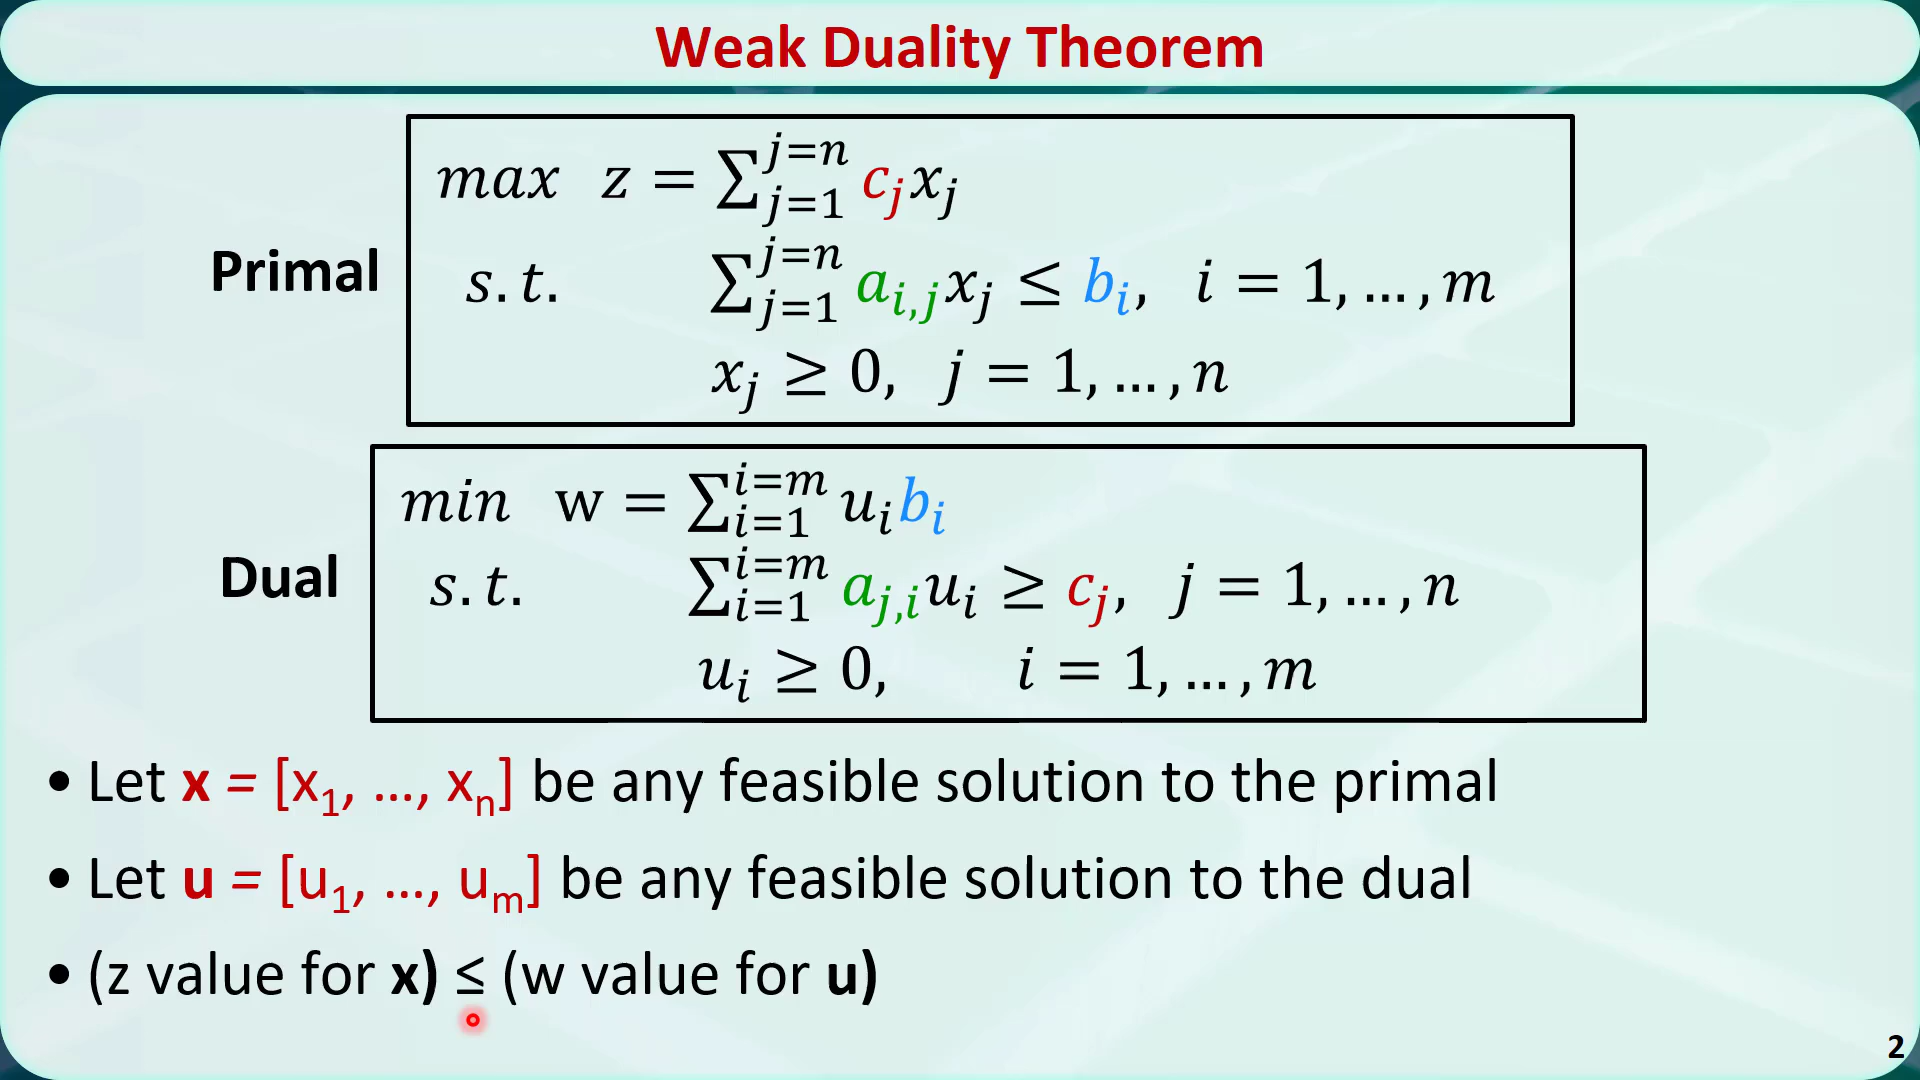 Weak Duality Theorem
max z = ∑_{j=1}^{j=n} c_j x_j
Primal
s.t. ∑_{j=1}^{j=n} a_{i,j} x_j ≤ b_i, i = 1, … , m
x_j ≥ 0, j = 1, … , n
min w = ∑_{i=1}^{i=m} u_i b_i
Dual
s.t. ∑_{i=1}^{i=m} a_{j,i} u_i ≥ c_j, j = 1, … , n
u_i ≥ 0, i = 1, … , m
• Let x = [x₁, …, xₙ] be any feasible solution to the primal
• Let u = [u₁, …, uₘ] be any feasible solution to the dual
• (z value for x) ≤ (w value for u)
2